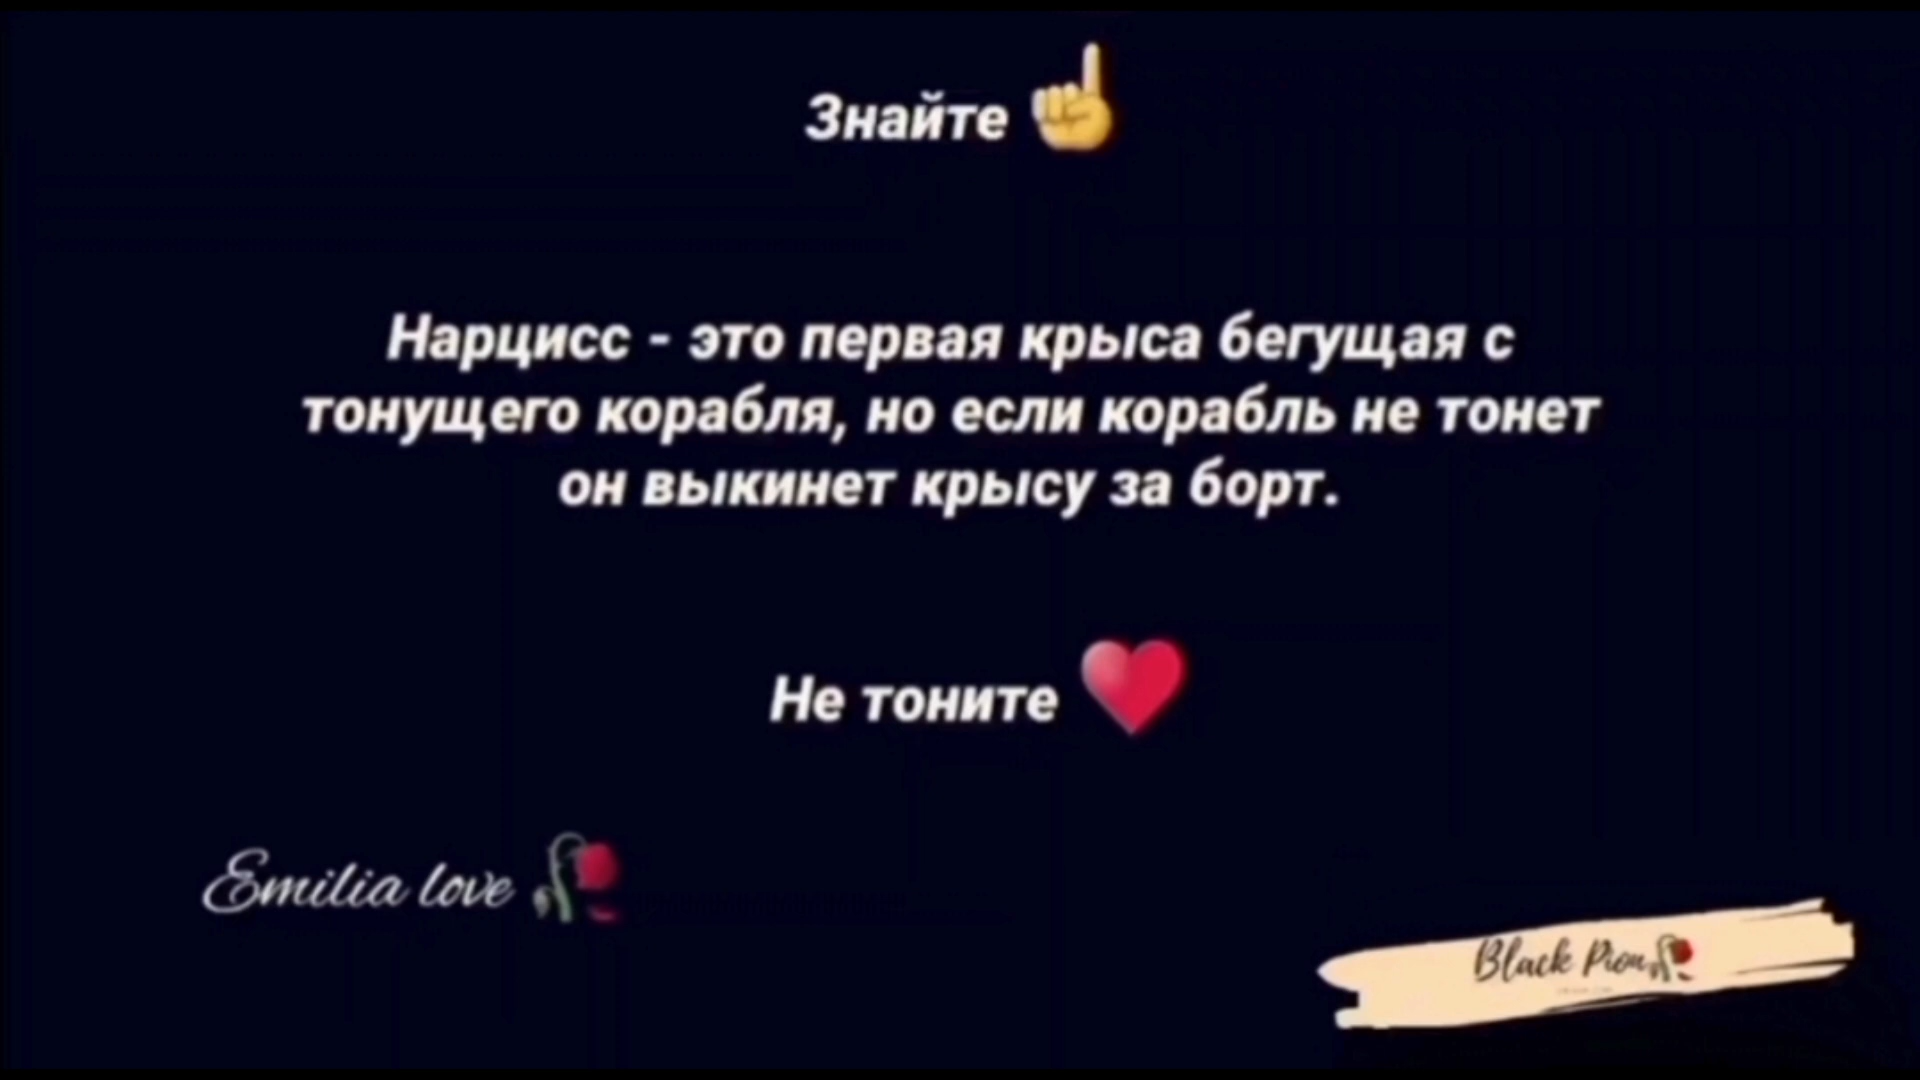 Знайте ☝
Нарцисс - это первая крыса бегущая с
тонущего корабля, но если корабль не тонет
он выкинет крысу за борт.
Не тоните ❤
Emilia love 🥀
Black Pion 🥀